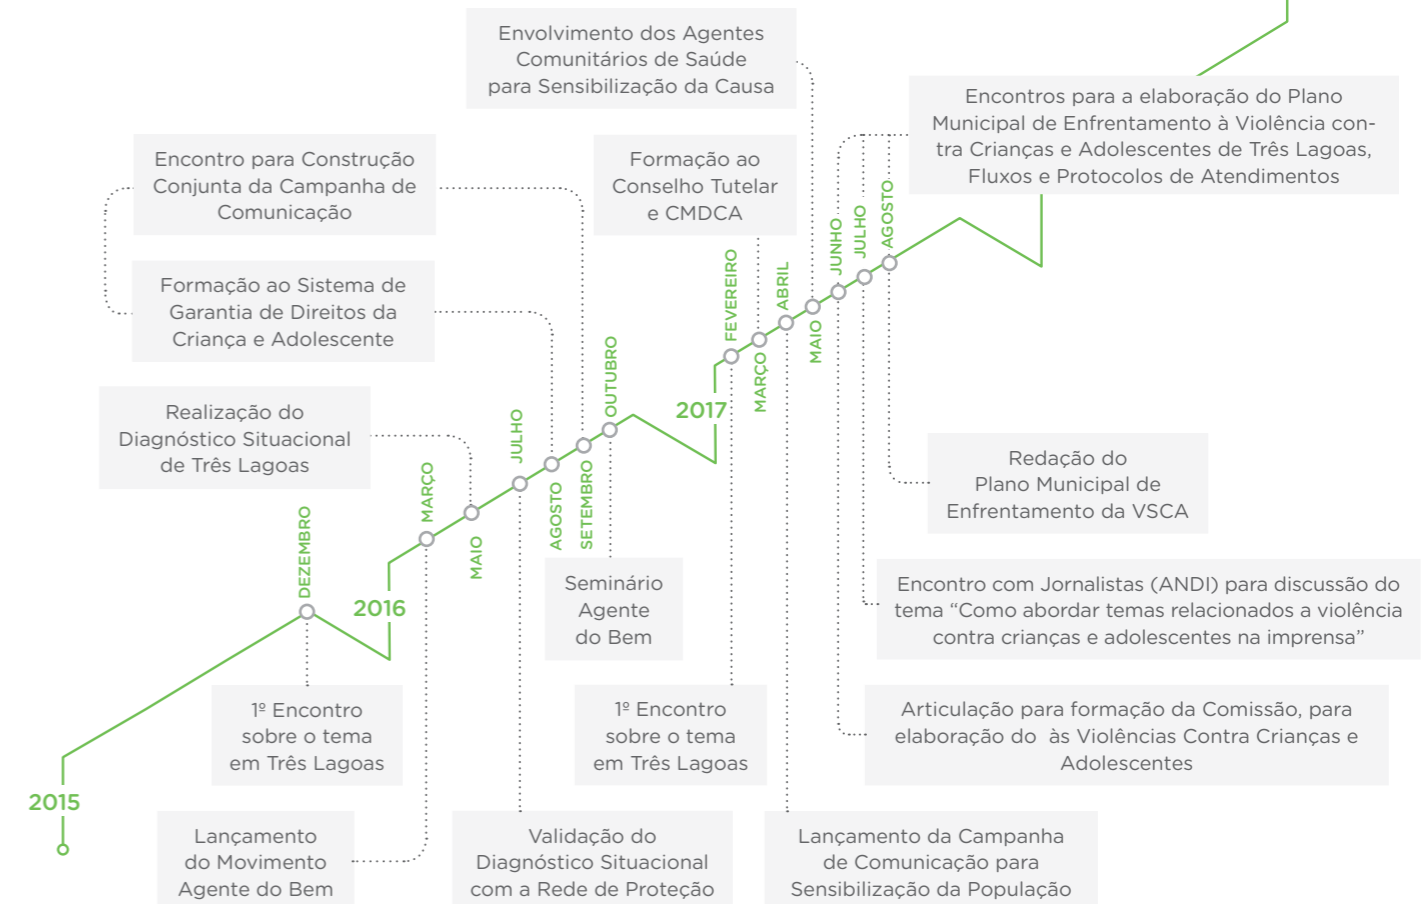 Envolvimento dos Agentes
Comunitários de Saúde
para Sensibilização da Causa
Encontros para a elaboração do Plano
Municipal de Enfrentamento à Violência con-
tra Crianças e Adolescentes de Três Lagoas,
Fluxos e Protocolos de Atendimentos
Encontro para Construção
Conjunta da Campanha de
Comunicação
Formação ao
Conselho Tutelar
e CMDCA
Formação ao Sistema de
Garantia de Direitos da
Criança e Adolescente
Realização do
Diagnóstico Situacional
de Três Lagoas
2015
DEZEMBRO
2016
MARÇO
MAIO
JULHO
AGOSTO
SETEMBRO
OUTUBRO
2017
FEVEREIRO
MARÇO
ABRIL
MAIO
JUNHO
JULHO
AGOSTO
Redação do
Plano Municipal de
Enfrentamento da VSCA
Seminário
Agente
do Bem
Encontro com Jornalistas (ANDI) para discussão do
tema “Como abordar temas relacionados a violência
contra crianças e adolescentes na imprensa”
1º Encontro
sobre o tema
em Três Lagoas
1º Encontro
sobre o tema
em Três Lagoas
Articulação para formação da Comissão, para
elaboração do  às Violências Contra Crianças e
Adolescentes
Lançamento
do Movimento
Agente do Bem
Validação do
Diagnóstico Situacional
com a Rede de Proteção
Lançamento da Campanha
de Comunicação para
Sensibilização da População